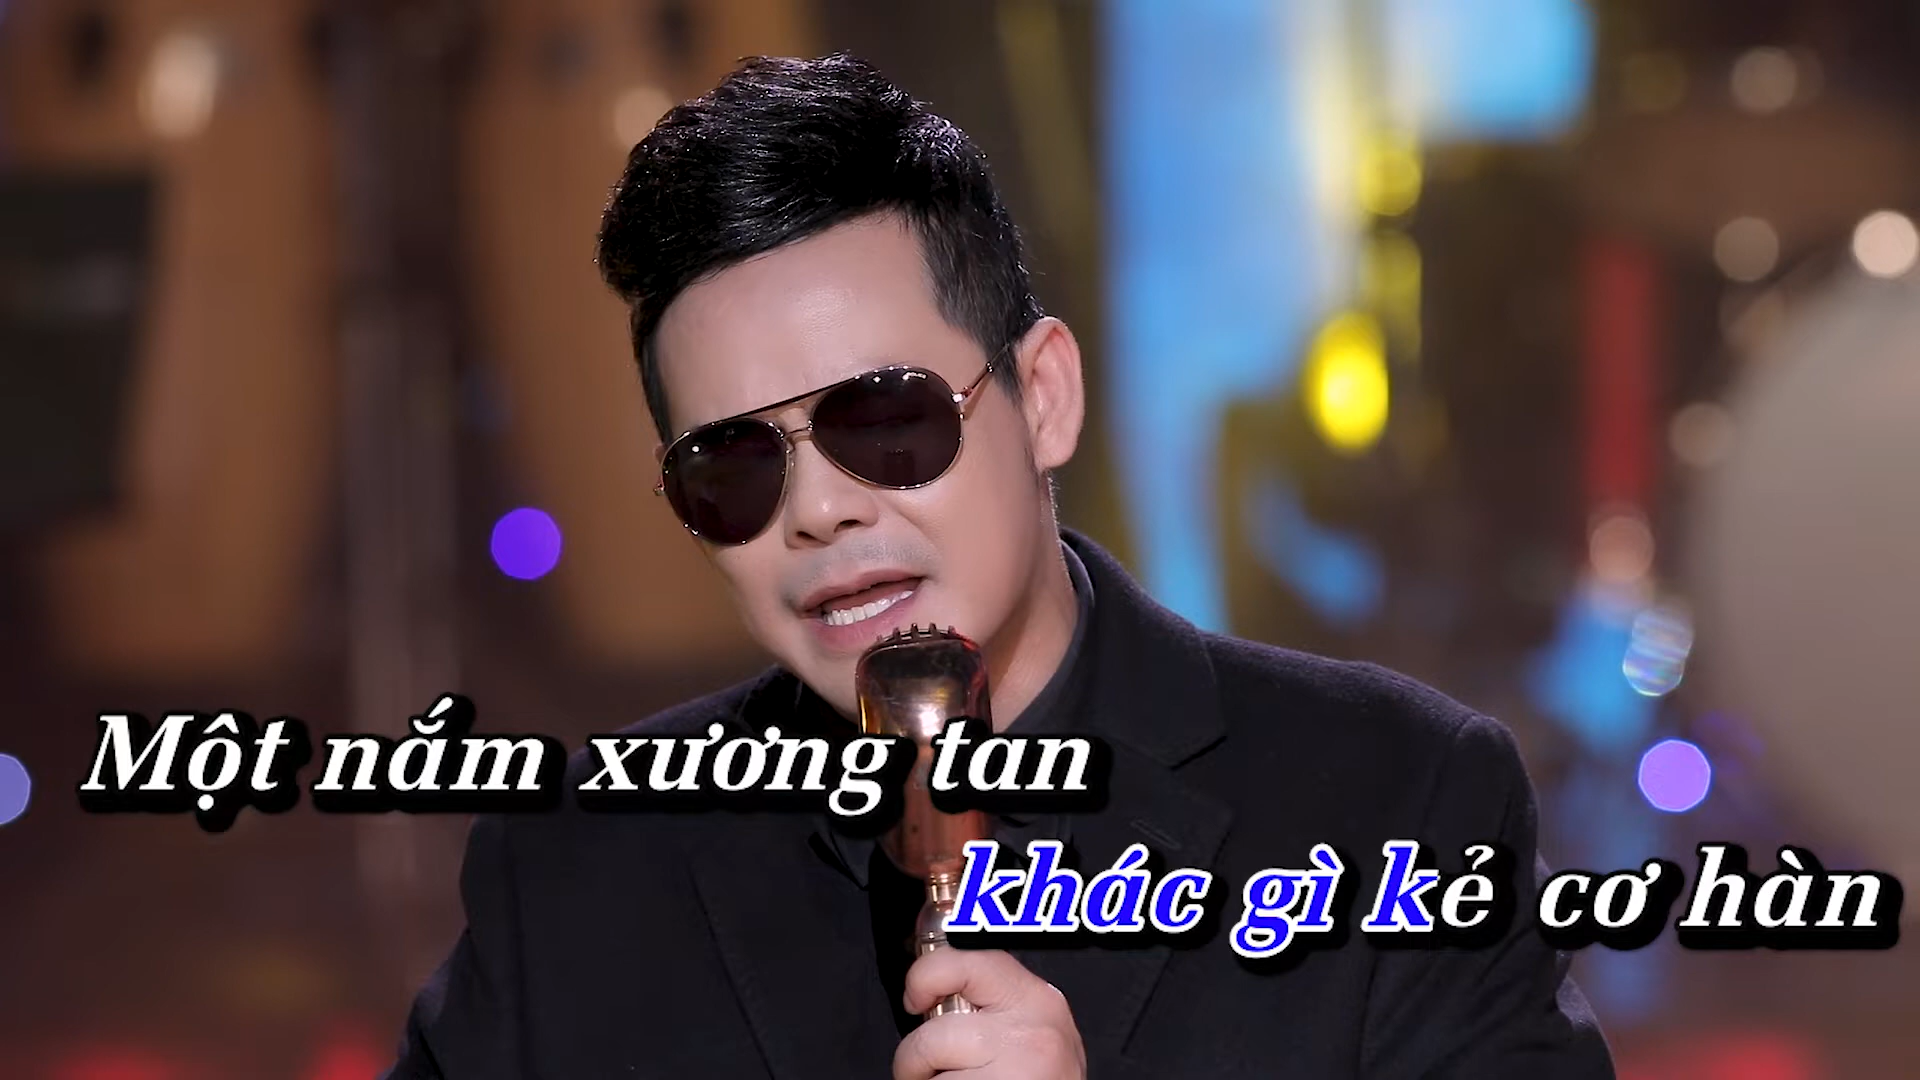 Một nắm xương tan
khác gì kẻ cơ hàn